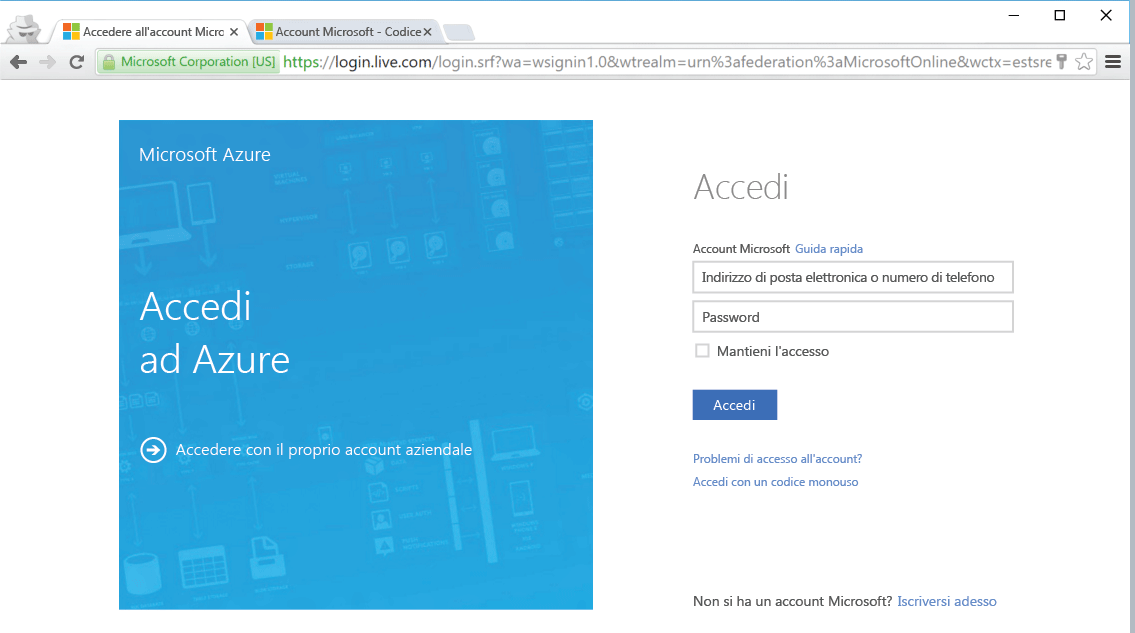 Accedere all'account Micro
Account Microsoft - Codice
Microsoft Corporation [US] https://login.live.com/login.srf?wa=wsignin1.0&wtrealm=urn%3afederation%3aMicrosoftOnline&wctx=estsre
Microsoft Azure
Accedi
ad Azure
Accedere con il proprio account aziendale
Accedi
Account Microsoft Guida rapida
Indirizzo di posta elettronica o numero di telefono
Password
Mantieni l'accesso
Accedi
Problemi di accesso all'account?
Accedi con un codice monouso
Non si ha un account Microsoft? Iscriversi adesso